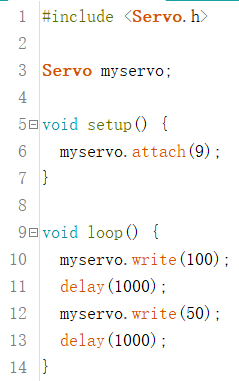 1 #include <Servo.h>
2
3 Servo myservo;
4
5 void setup() {
6   myservo.attach(9);
7 }
8
9 void loop() {
10   myservo.write(100);
11   delay(1000);
12   myservo.write(50);
13   delay(1000);
14 }